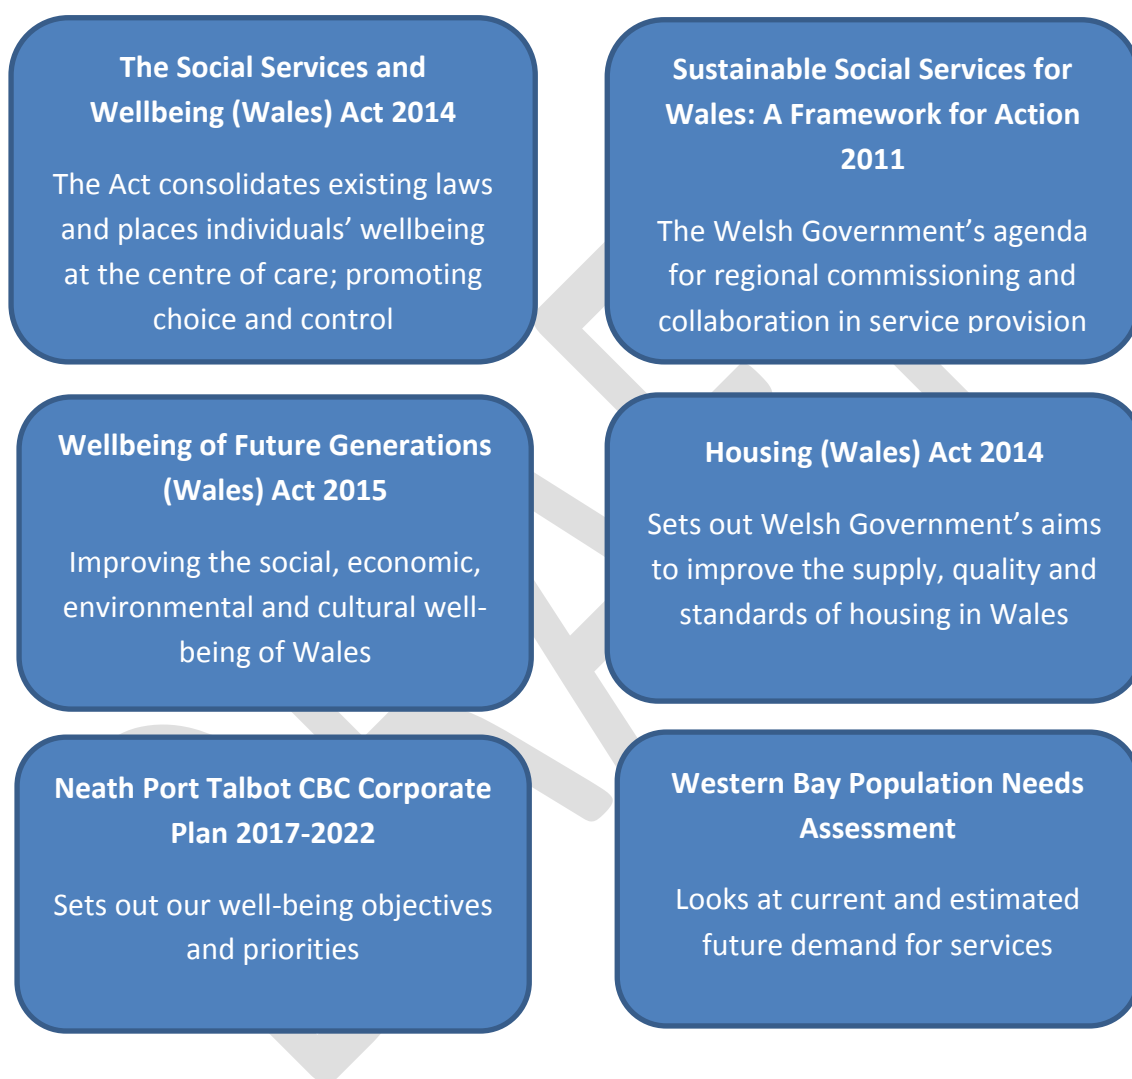 The Social Services and
Wellbeing (Wales) Act 2014
The Act consolidates existing laws
and places individuals’ wellbeing
at the centre of care; promoting
choice and control
Sustainable Social Services for
Wales: A Framework for Action
2011
The Welsh Government’s agenda
for regional commissioning and
collaboration in service provision
Wellbeing of Future Generations
(Wales) Act 2015
Improving the social, economic,
environmental and cultural well-
being of Wales
Housing (Wales) Act 2014
Sets out Welsh Government’s aims
to improve the supply, quality and
standards of housing in Wales
Neath Port Talbot CBC Corporate
Plan 2017-2022
Sets out our well-being objectives
and priorities
Western Bay Population Needs
Assessment
Looks at current and estimated
future demand for services